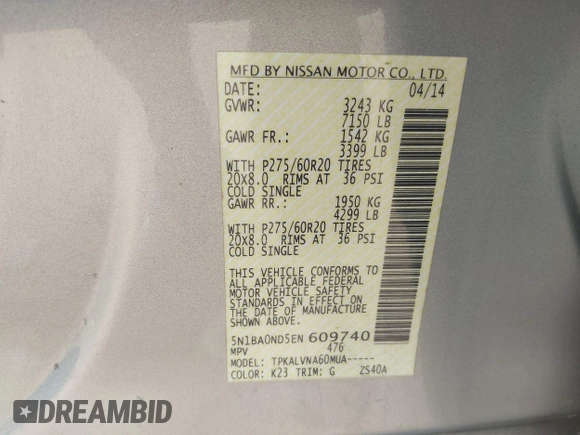 MFD BY NISSAN MOTOR CO., LTD.
DATE: 04/14
GVWR: 3243 KG
7150 LB
GAWR FR.: 1542 KG
3399 LB
WITH P275/60R20 TIRES
20X8.0 RIMS AT 36 PSI
COLD SINGLE
GAWR RR.: 1950 KG
4299 LB
WITH P275/60R20 TIRES
20X8.0 RIMS AT 36 PSI
COLD SINGLE
THIS VEHICLE CONFORMS TO
ALL APPLICABLE FEDERAL
MOTOR VEHICLE SAFETY
STANDARDS IN EFFECT ON
THE DATE OF MANUFACTURE
SHOWN ABOVE.
5N1BA0ND5EN 609740
MPV 476
MODEL: TPKALVNA60MUA-----
COLOR: K23 TRIM: G ZS40A
DREAMBID